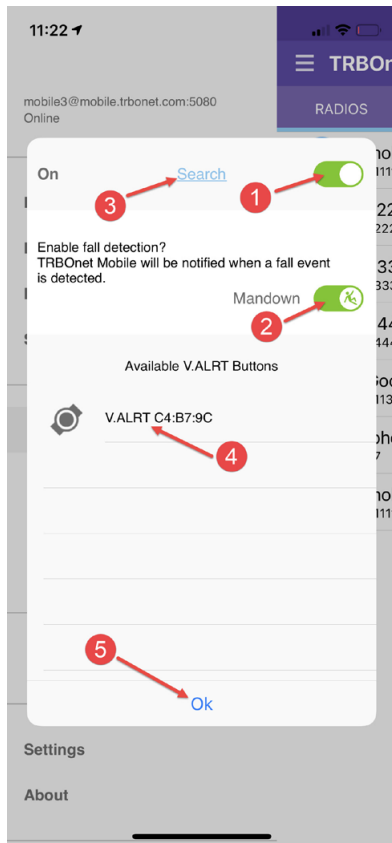 11:22
TRBOn
mobile3@mobile.trbonet.com:5080
Online
RADIOS
On
Search
1
3
Enable fall detection?
TRBOnet Mobile will be notified when a fall event
is detected.
Mandown
2
Available V.ALRT Buttons
V.ALRT C4:B7:9C
4
5
Ok
Settings
About